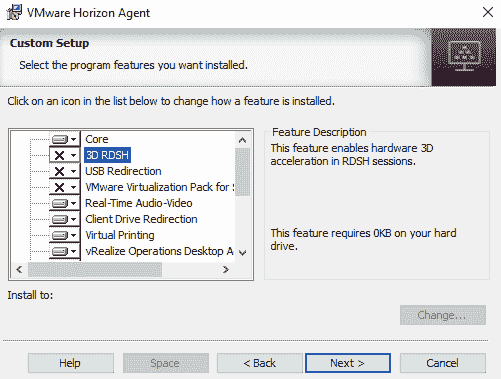 VMware Horizon Agent
Custom Setup
Select the program features you want installed.
Click on an icon in the list below to change how a feature is installed.
Core
3D RDSH
USB Redirection
VMware Virtualization Pack for S
Real-Time Audio-Video
Client Drive Redirection
Virtual Printing
vRealize Operations Desktop A
Feature Description
This feature enables hardware 3D
acceleration in RDSH sessions.
This feature requires 0KB on your hard
drive.
Install to:
Change...
Help
Space
< Back
Next >
Cancel